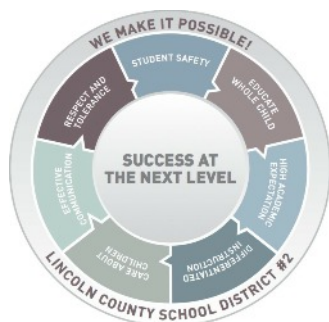 WE MAKE IT POSSIBLE!
STUDENT SAFETY
EDUCATE
WHOLE CHILD
HIGH ACADEMIC
EXPECTATION
DIFFERENTIATED
INSTRUCTION
CARE ABOUT
CHILDREN
EFFECTIVE
COMMUNICATION
RESPECT AND
TOLERANCE
SUCCESS AT
THE NEXT LEVEL
LINCOLN COUNTY SCHOOL DISTRICT #2